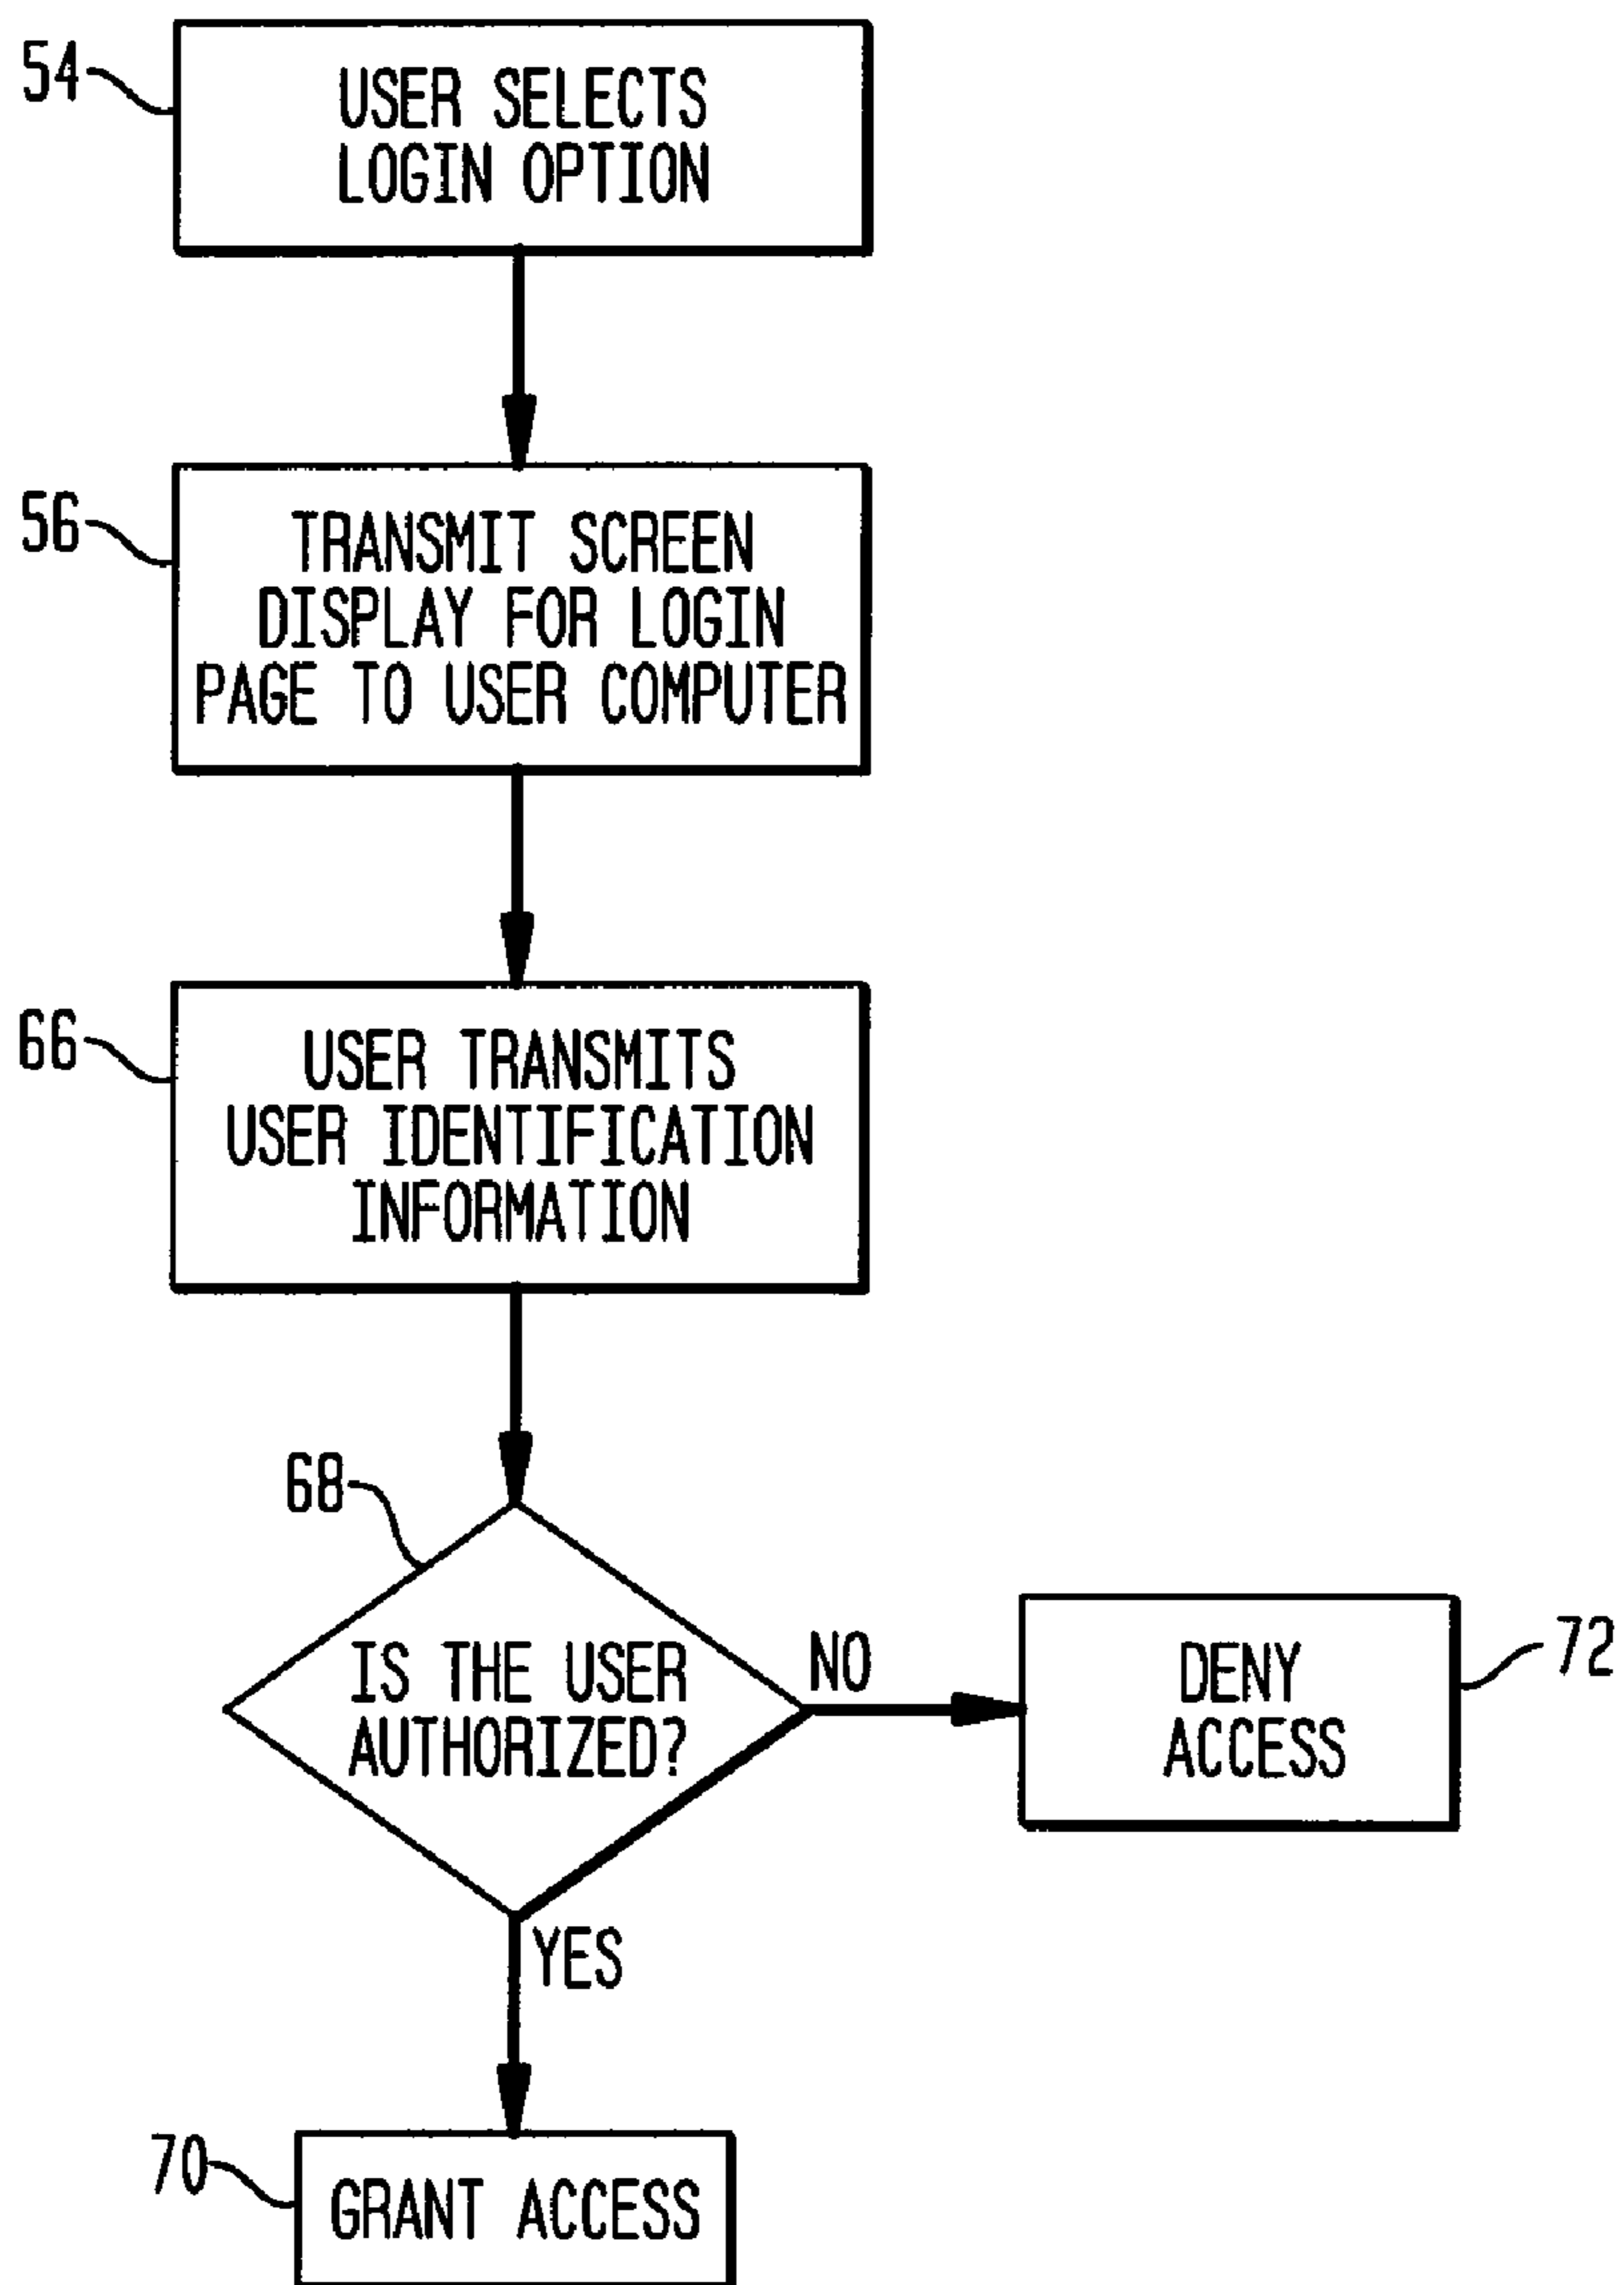 54
USER SELECTS
LOGIN OPTION
56
TRANSMIT SCREEN
DISPLAY FOR LOGIN
PAGE TO USER COMPUTER
66
USER TRANSMITS
USER IDENTIFICATION
INFORMATION
68
IS THE USER
AUTHORIZED?
NO
DENY
ACCESS
72
YES
70
GRANT ACCESS